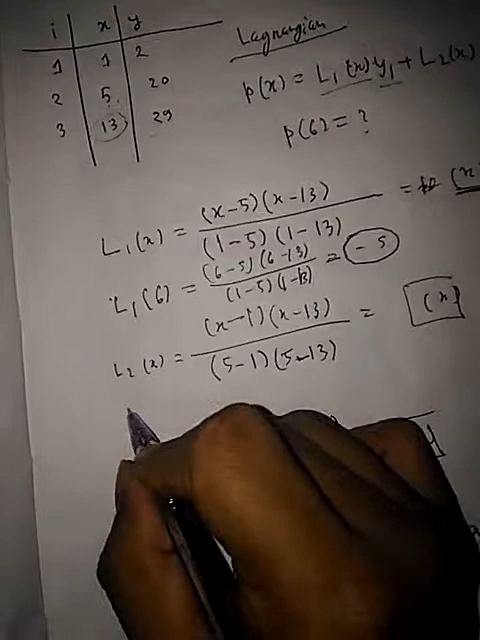 i x y
1 1 2
2 5 20
3 13 29
Lagnargian
p(x) = L₁(x)y₁ + L₂(x)
p(6) = ?
L₁(x) = (x-5)(x-13) / (1-5)(1-13) = (x
L₁(6) = (6-5)(6-13) / (1-5)(1-13) = -5
L₂(x) = (x-1)(x-13) / (5-1)(5-13) = (x)